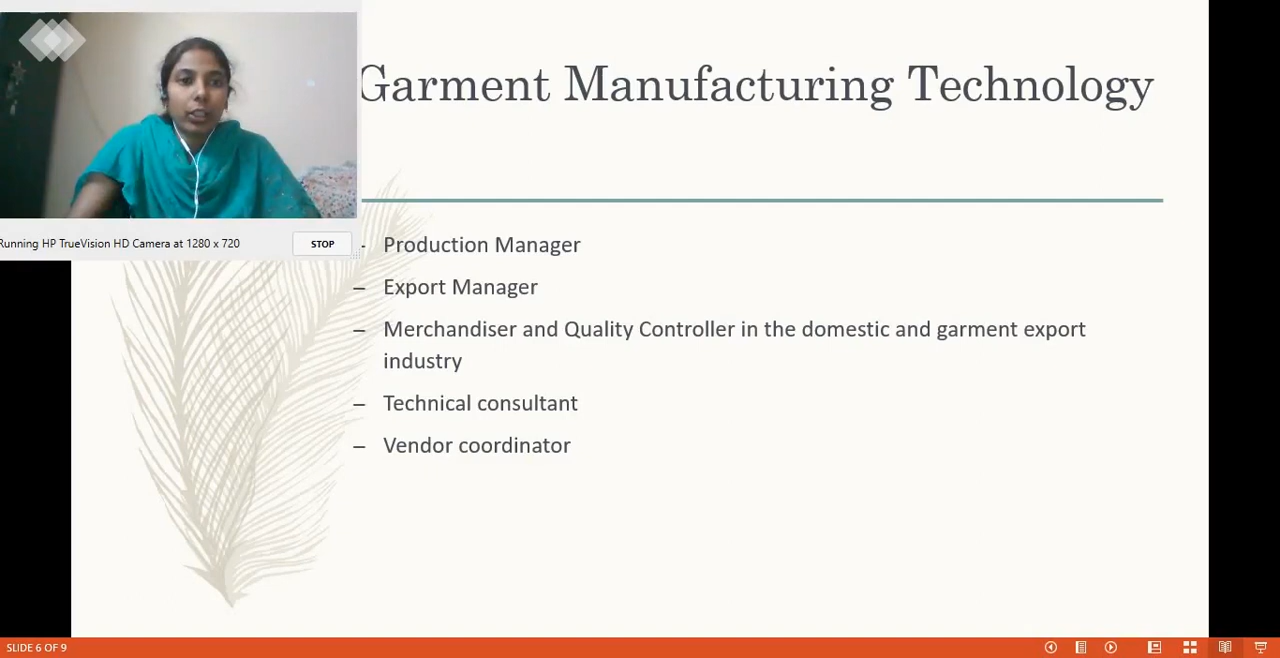 Garment Manufacturing Technology
Running HP TrueVision HD Camera at 1280 x 720
STOP
- Production Manager
– Export Manager
– Merchandiser and Quality Controller in the domestic and garment export
industry
– Technical consultant
– Vendor coordinator
SLIDE 6 OF 9